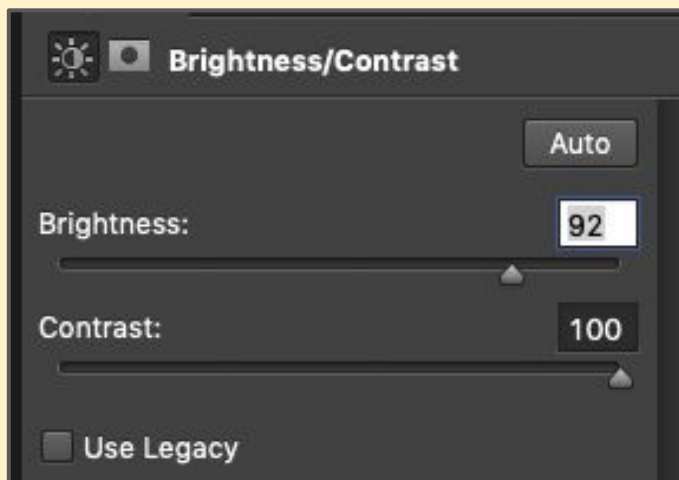 Brightness/Contrast
Auto
Brightness: 92
Contrast: 100
Use Legacy